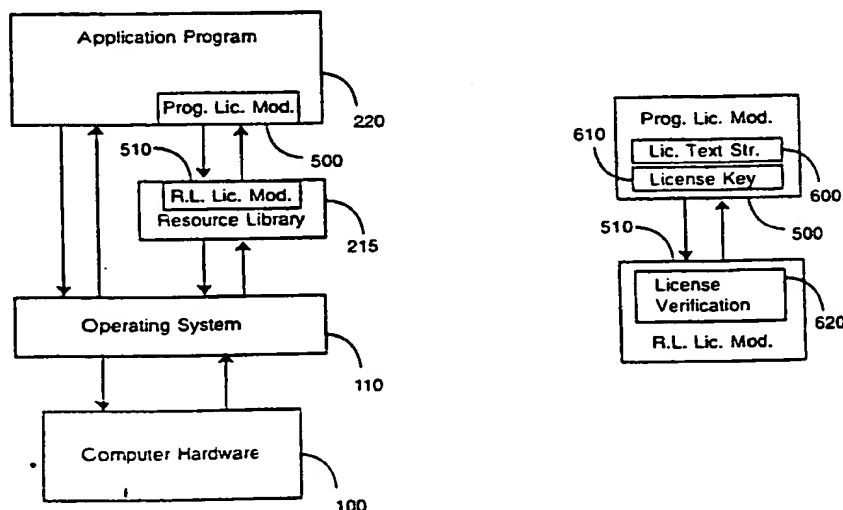 Application Program
Prog. Lic. Mod.
220
510
500
R.L. Lic. Mod.
Resource Library
215
Operating System
110
Computer Hardware
100
Prog. Lic. Mod.
610
Lic. Text Str.
License Key
600
510
500
License
Verification
620
R.L. Lic. Mod.